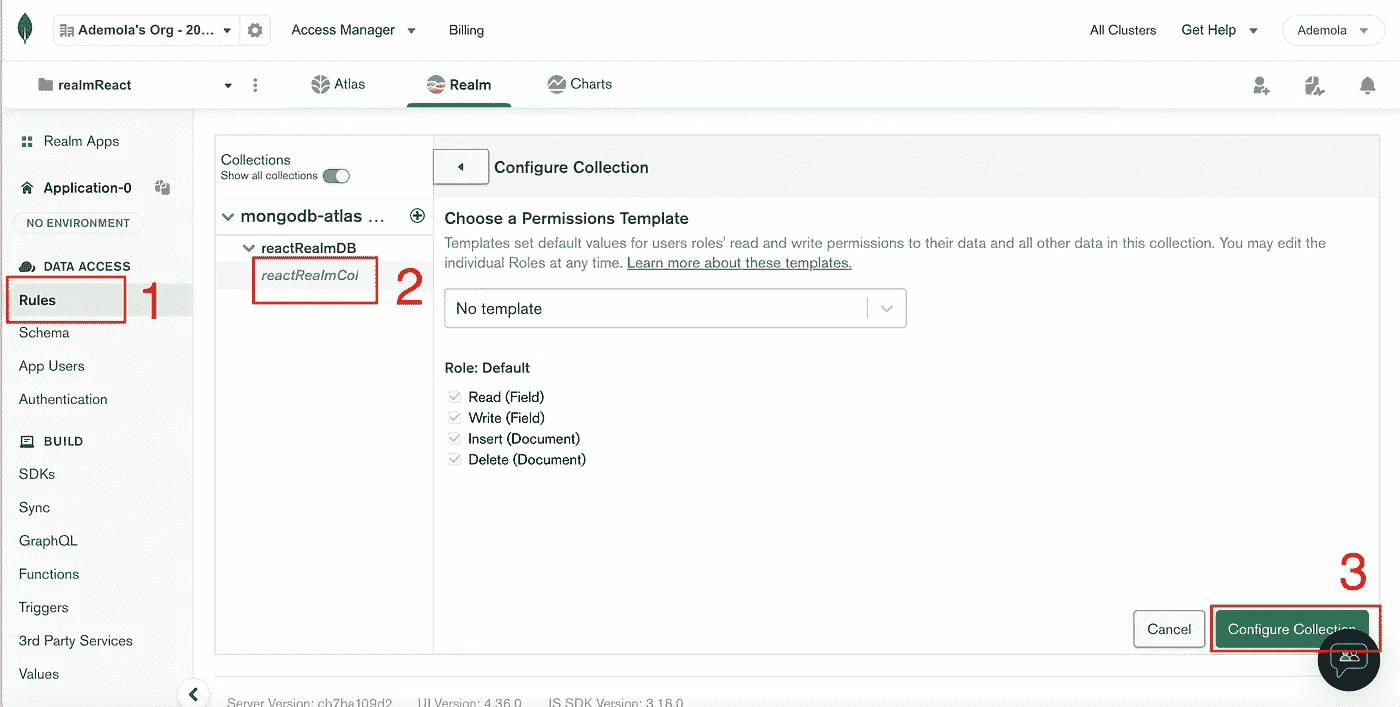 Ademola's Org - 20...
Access Manager
Billing
All Clusters
Get Help
Ademola
realmReact
Atlas
Realm
Charts
Realm Apps
Application-0
NO ENVIRONMENT
DATA ACCESS
Rules
1
Schema
App Users
Authentication
BUILD
SDKs
Sync
GraphQL
Functions
Triggers
3rd Party Services
Values
Collections
Show all collections
mongodb-atlas ...
reactRealmDB
reactRealmCol
2
Configure Collection
Choose a Permissions Template
Templates set default values for users roles' read and write permissions to their data and all other data in this collection. You may edit the
individual Roles at any time. Learn more about these templates.
No template
Role: Default
Read (Field)
Write (Field)
Insert (Document)
Delete (Document)
3
Cancel
Configure Collection
Server Version: cb7ba109d2
UI Version: 4.36.0
JS SDK Version: 3.18.0